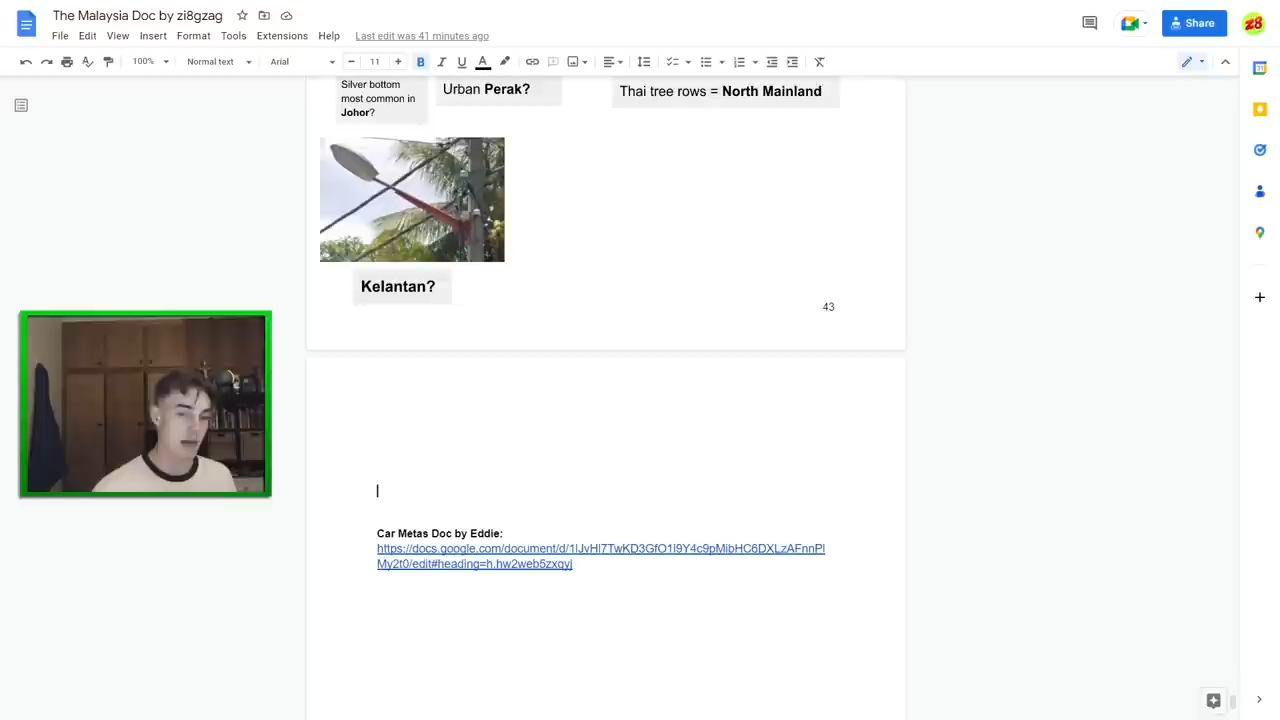 The Malaysia Doc by zi8gzag
File Edit View Insert Format Tools Extensions Help Last edit was 41 minutes ago
Share
z8
100% Normal text Arial 11 B I U A
Silver bottom
most common in
Johor?
Urban Perak?
Thai tree rows = North Mainland
Kelantan?
43
Car Metas Doc by Eddie:
https://docs.google.com/document/d/1lJvHl7TwKD3GfO1l9Y4c9pMibHC6DXLzAFnnPl
My2t0/edit#heading=h.hw2web5zxqyj